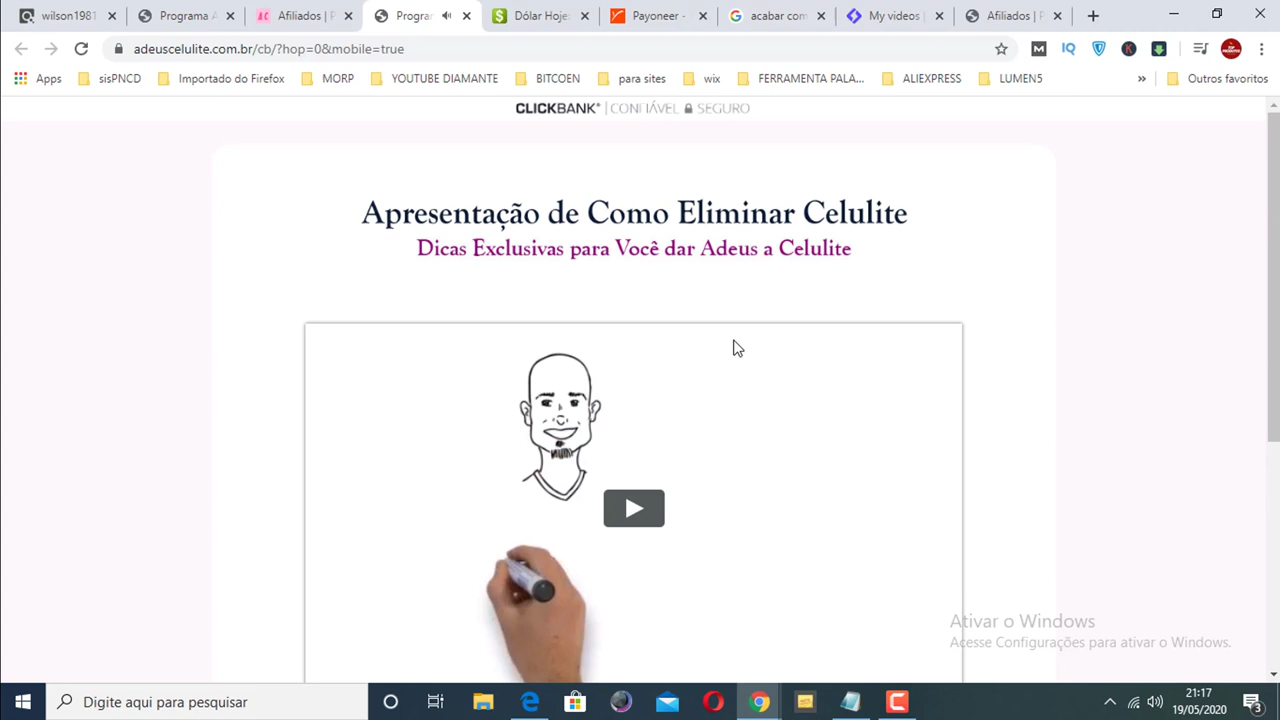 wilson1981
Programa A
Afiliados | P
Progran
Dólar Hoje:
Payoneer -
acabar com
My videos |
Afiliados | P
adeuscelulite.com.br/cb/?hop=0&mobile=true
Apps
sisPNCD
Importado do Firefox
MORP
YOUTUBE DIAMANTE
BITCOEN
para sites
wix
FERRAMENTA PALA...
ALIEXPRESS
LUMEN5
»
Outros favoritos
CLICKBANK® | CONFIÁVEL SEGURO
Apresentação de Como Eliminar Celulite
Dicas Exclusivas para Você dar Adeus a Celulite
Ativar o Windows
Acesse Configurações para ativar o Windows.
Digite aqui para pesquisar
21:17
19/05/2020
3